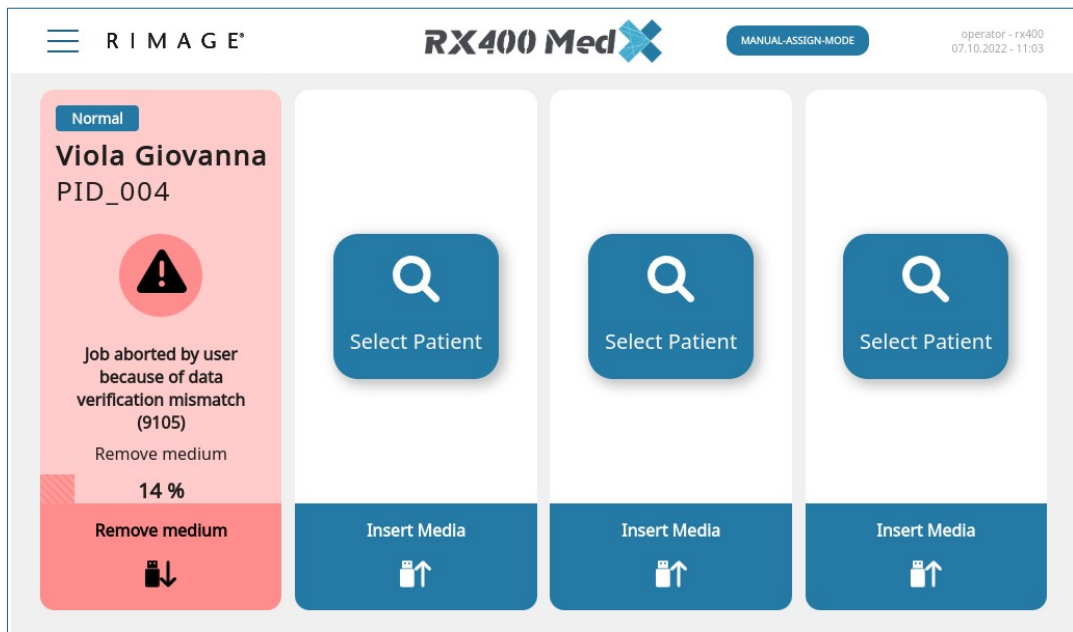 RIMAGE®
RX400 MedX
MANUAL-ASSIGN-MODE
operator - rx400
07.10.2022 - 11:03
Normal
Viola Giovanna
PID_004
Job aborted by user
because of data
verification mismatch
(9105)
Remove medium
14 %
Remove medium
Select Patient
Insert Media
Select Patient
Insert Media
Select Patient
Insert Media